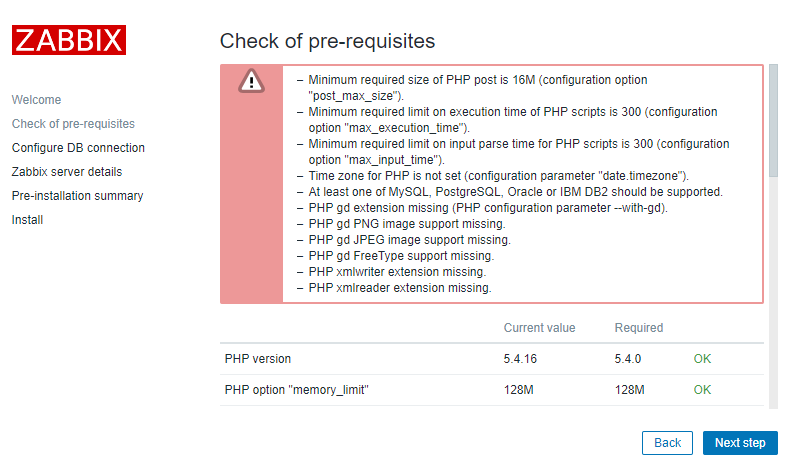 ZABBIX
Welcome
Check of pre-requisites
Configure DB connection
Zabbix server details
Pre-installation summary
Install
Check of pre-requisites
– Minimum required size of PHP post is 16M (configuration option
"post_max_size").
– Minimum required limit on execution time of PHP scripts is 300 (configuration
option "max_execution_time").
– Minimum required limit on input parse time for PHP scripts is 300 (configuration
option "max_input_time").
– Time zone for PHP is not set (configuration parameter "date.timezone").
– At least one of MySQL, PostgreSQL, Oracle or IBM DB2 should be supported.
– PHP gd extension missing (PHP configuration parameter --with-gd).
– PHP gd PNG image support missing.
– PHP gd JPEG image support missing.
– PHP gd FreeType support missing.
– PHP xmlwriter extension missing.
– PHP xmlreader extension missing.
Current value Required
PHP version 5.4.16 5.4.0 OK
PHP option "memory_limit" 128M 128M OK
Back Next step